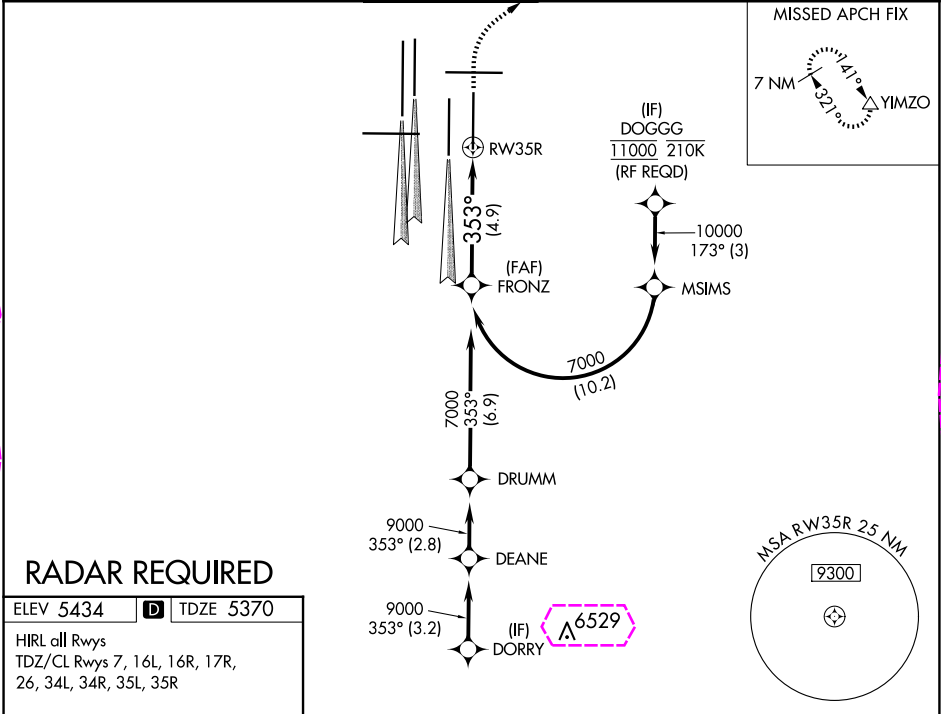 MISSED APCH FIX
7 NM
141°
321°
YIMZO
(IF)
DOGGG
11000 210K
(RF REQD)
RW35R
353°
(4.9)
10000
173° (3)
(FAF)
FRONZ
MSIMS
7000
(10.2)
7000
353°
(6.9)
DRUMM
9000
353° (2.8)
DEANE
9000
353° (3.2)
(IF)
DORRY
6529
MSA RW35R 25 NM
9300
RADAR REQUIRED
ELEV 5434 D TDZE 5370
HIRL all Rwys
TDZ/CL Rwys 7, 16L, 16R, 17R,
26, 34L, 34R, 35L, 35R